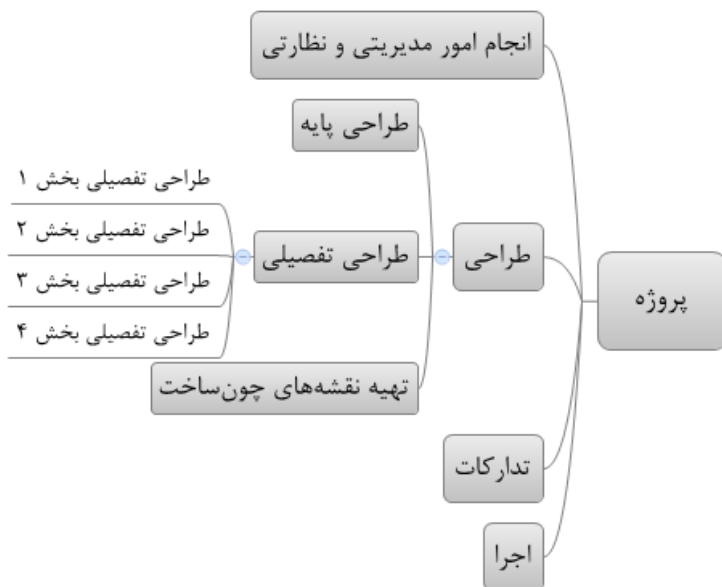 پروژه
انجام امور مدیریتی و نظارتی
طراحی
طراحی پایه
طراحی تفصیلی
طراحی تفصیلی بخش ۱
طراحی تفصیلی بخش ۲
طراحی تفصیلی بخش ۳
طراحی تفصیلی بخش ۴
تهیه نقشه‌های چون‌ساخت
تدارکات
اجرا